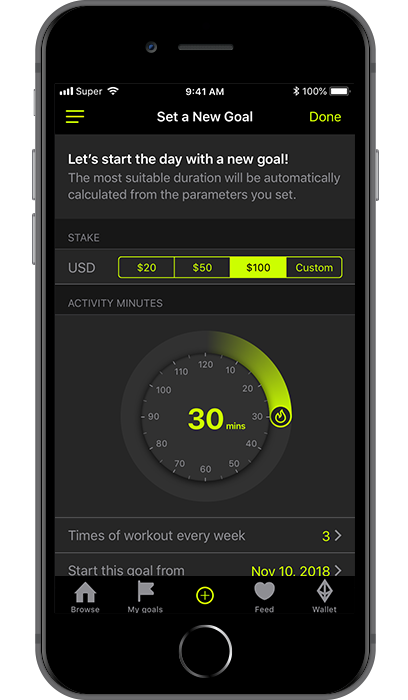 Super 9:41 AM 100%
Set a New Goal Done
Let's start the day with a new goal!
The most suitable duration will be automatically
calculated from the parameters you set.
STAKE
USD $20 $50 $100 Custom
ACTIVITY MINUTES
120
110 10
100 20
90 30 mins 30
80 40
70 50
60
Times of workout every week 3
Start this goal from Nov 10, 2018
Browse My goals Feed Wallet